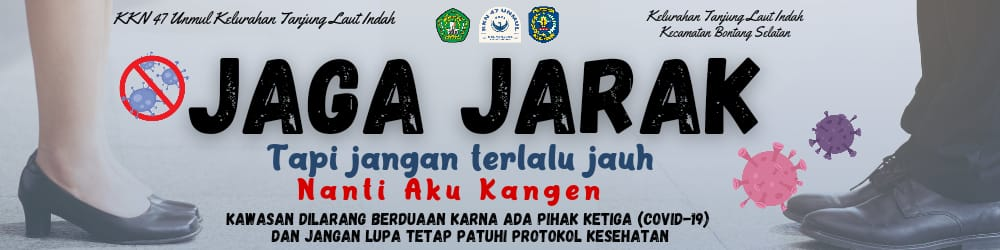 KKN 47 Unmul Kelurahan Tanjung Laut Indah
KKN 47 UNMUL
Kelurahan Tanjung Laut Indah
Kecamatan Bontang Selatan
JAGA JARAK
Tapi jangan terlalu jauh
Nanti Aku Kangen
KAWASAN DILARANG BERDUAAN KARNA ADA PIHAK KETIGA (COVID-19)
DAN JANGAN LUPA TETAP PATUHI PROTOKOL KESEHATAN